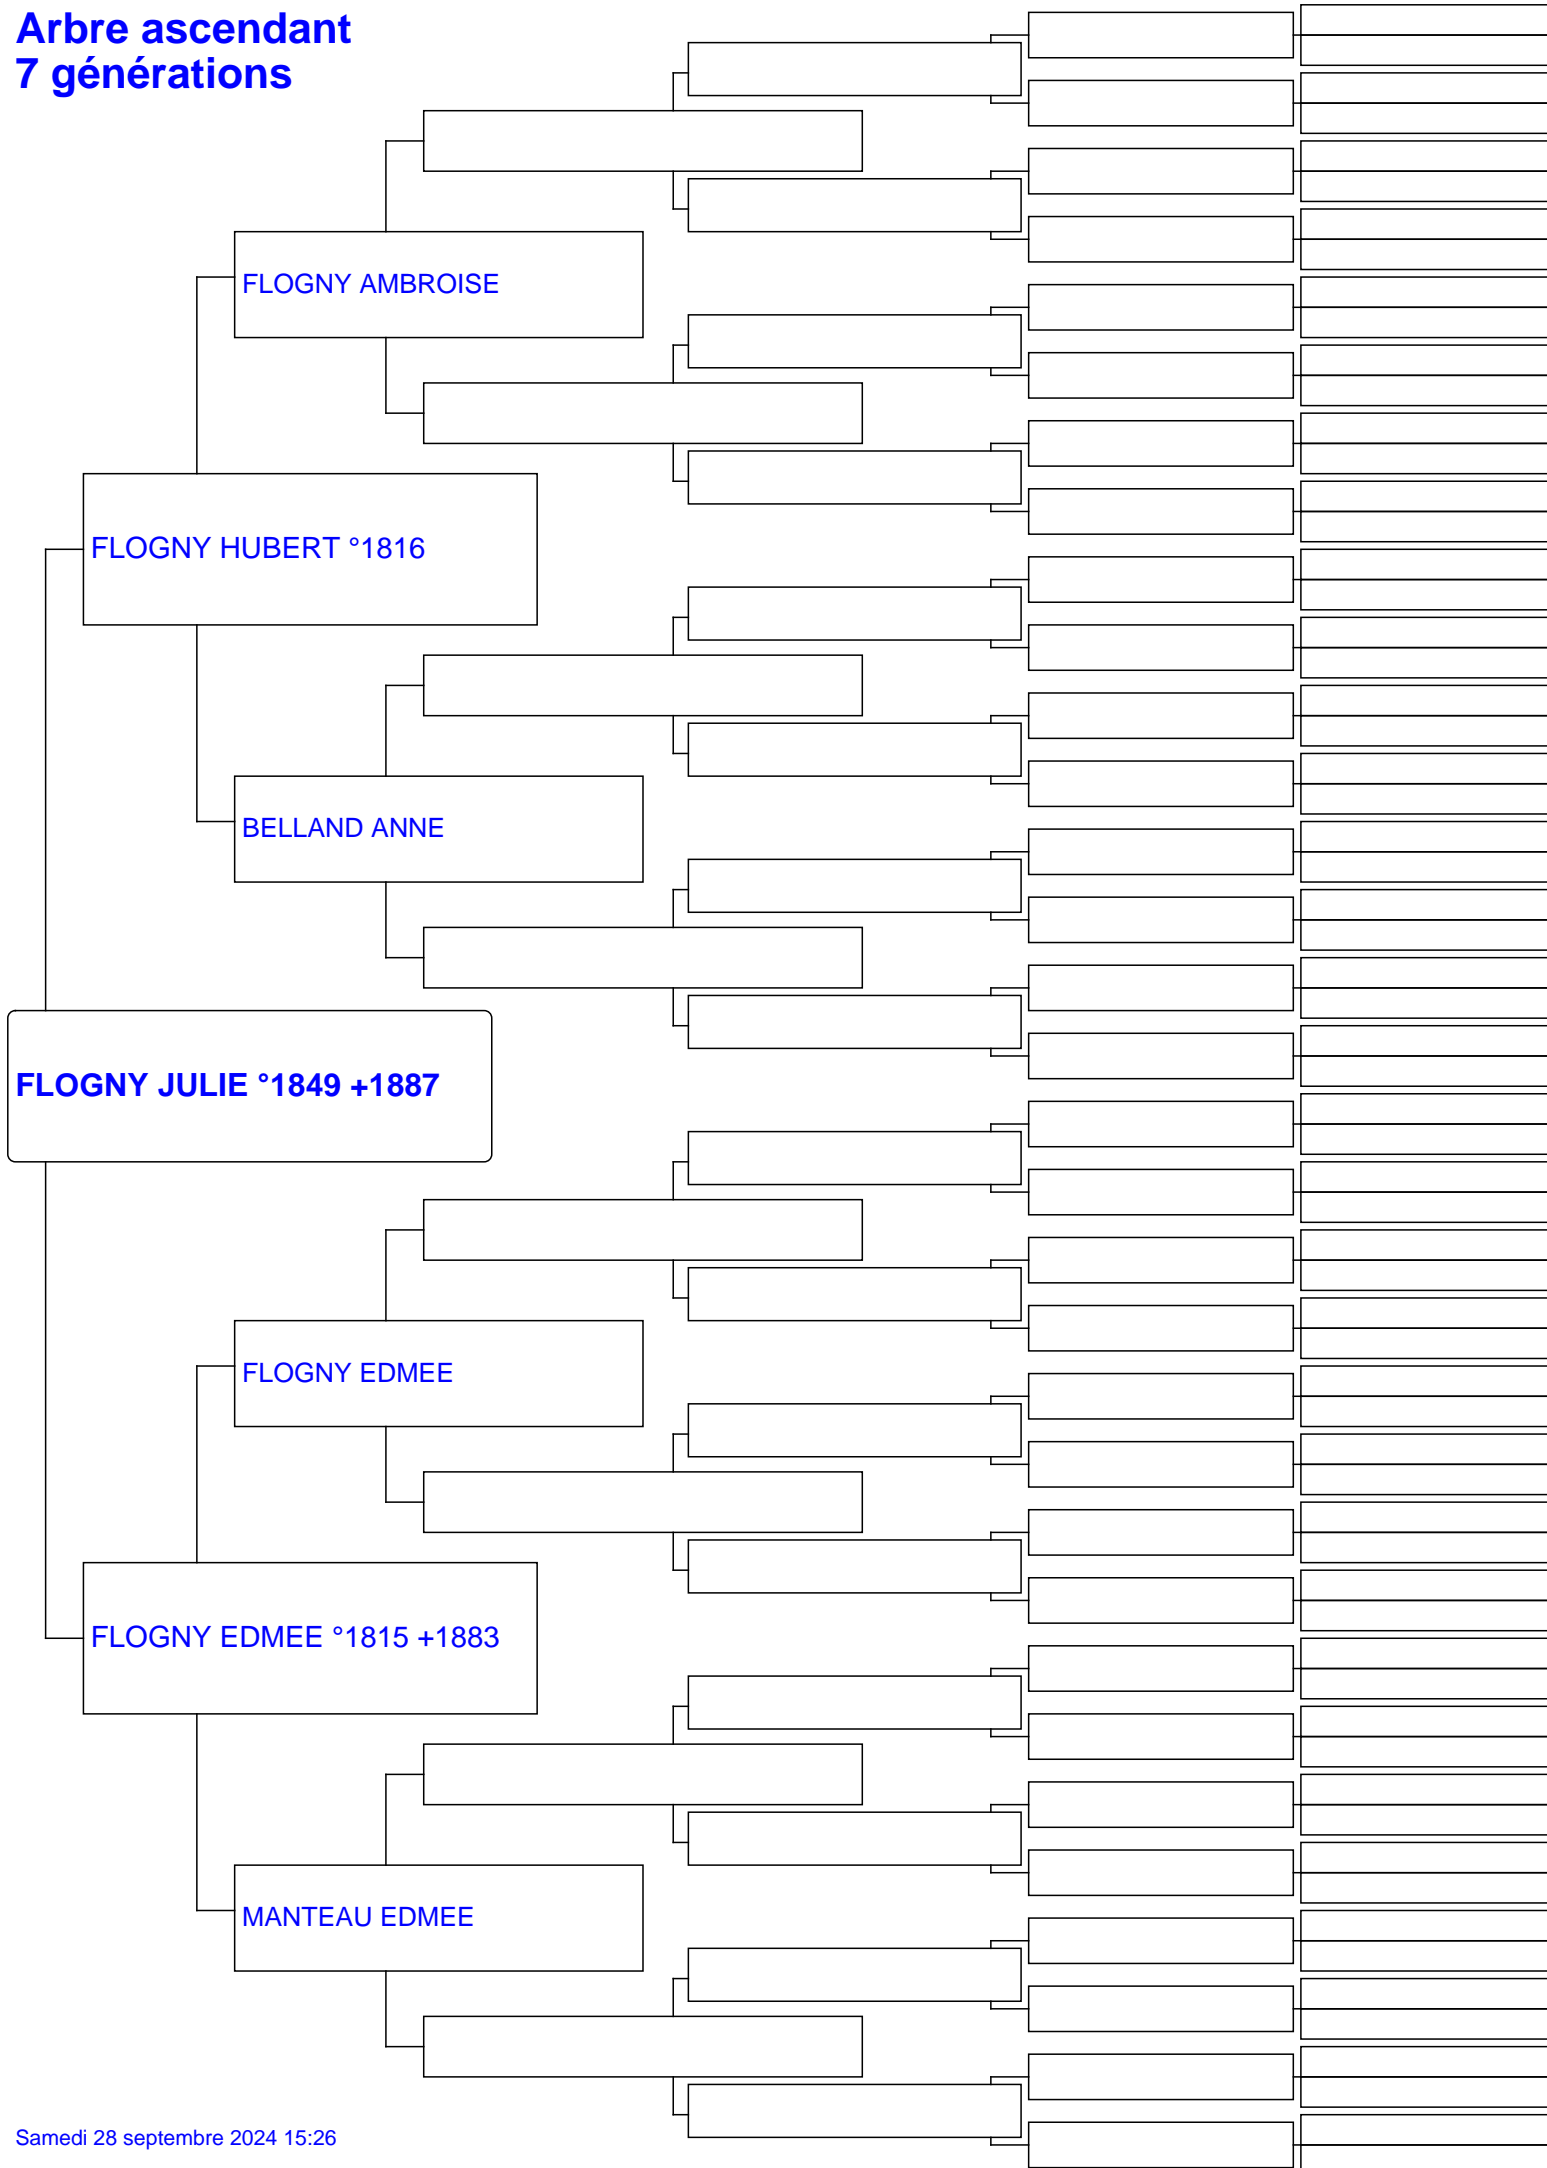 Arbre ascendant
7 générations
FLOGNY AMBROISE
FLOGNY HUBERT °1816
BELLAND ANNE
FLOGNY JULIE °1849 +1887
FLOGNY EDMEE
FLOGNY EDMEE °1815 +1883
MANTEAU EDMEE
Samedi 28 septembre 2024 15:26